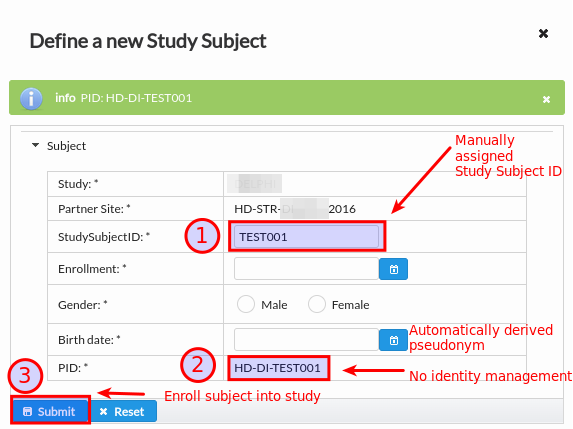 Define a new Study Subject
info PID: HD-DI-TEST001
Subject
Manually
assigned
Study Subject ID
Study: *
Partner Site: * HD-STR- 2016
StudySubjectID: * 1 TEST001
Enrollment: *
Gender: * Male Female
Birth date: *
Automatically derived
pseudonym
PID: * 2 HD-DI-TEST001
No identity management
3
Enroll subject into study
Submit Reset